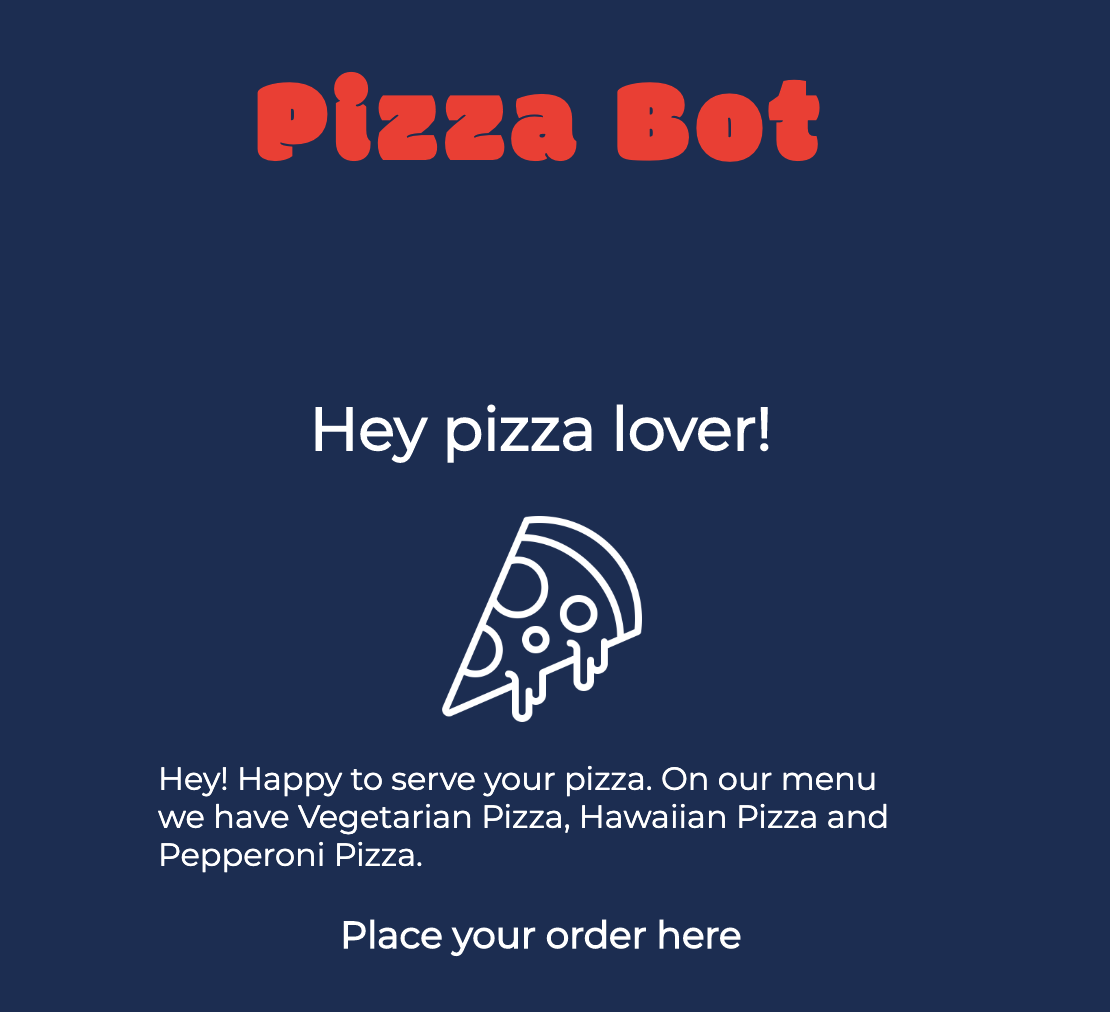 Pizza Bot
Hey pizza lover!
Hey! Happy to serve your pizza. On our menu
we have Vegetarian Pizza, Hawaiian Pizza and
Pepperoni Pizza.
Place your order here